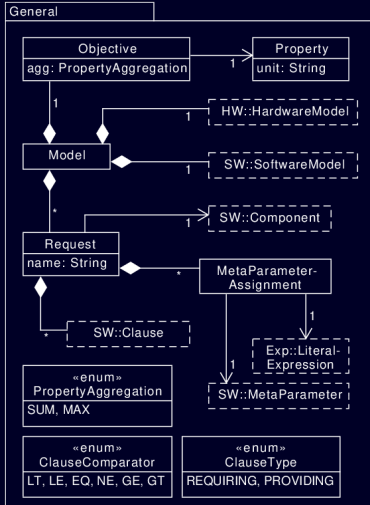 General
Objective
agg: PropertyAggregation
1
Property
unit: String
1
1
HW::HardwareModel
Model
1
SW::SoftwareModel
*
1
SW::Component
Request
name: String
*
MetaParameter-
Assignment
*
SW::Clause
1
Exp::Literal-
Expression
1
SW::MetaParameter
«enum»
PropertyAggregation
SUM, MAX
«enum»
ClauseComparator
LT, LE, EQ, NE, GE, GT
«enum»
ClauseType
REQUIRING, PROVIDING